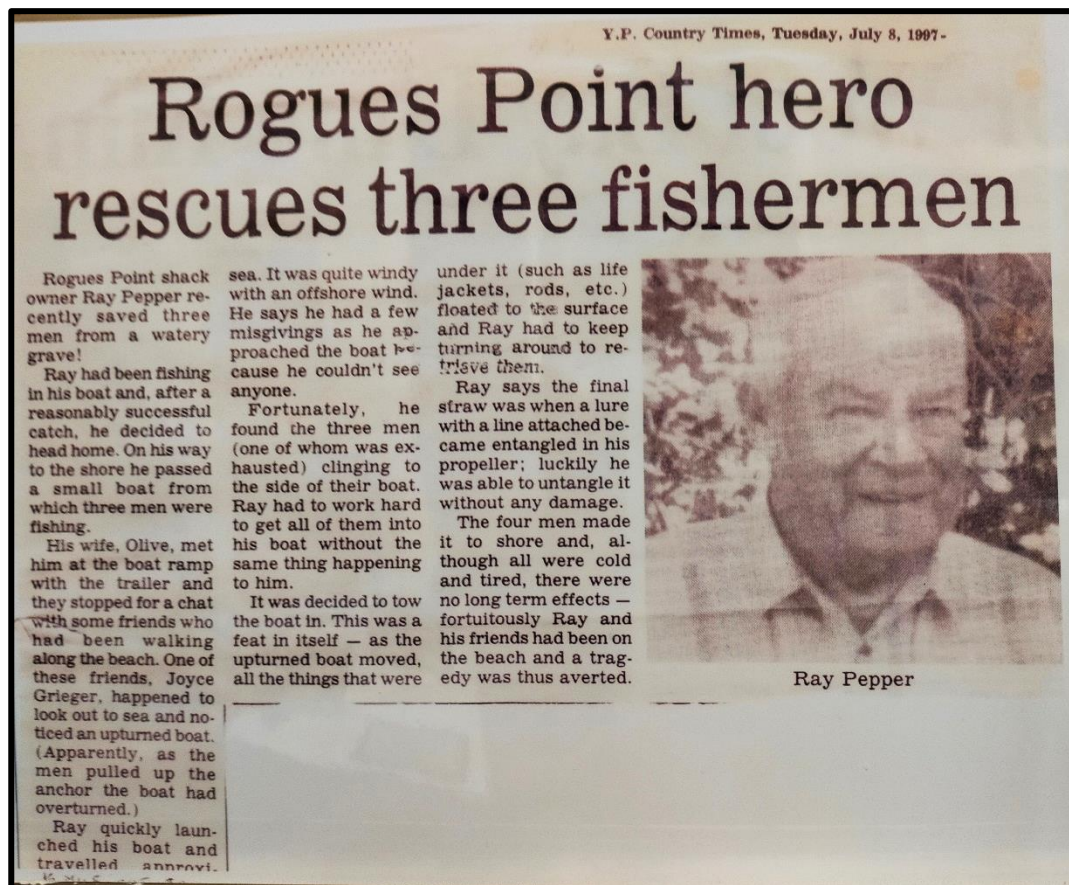 Y.P. Country Times, Tuesday, July 8, 1997-
Rogues Point hero
rescues three fishermen
Rogues Point shack
owner Ray Pepper re-
cently saved three
men from a watery
grave!
Ray had been fishing
in his boat and, after a
reasonably successful
catch, he decided to
head home. On his way
to the shore he passed
a small boat from
which three men were
fishing.
His wife, Olive, met
him at the boat ramp
with the trailer and
they stopped for a chat
with some friends who
had been walking
along the beach. One of
these friends, Joyce
Grieger, happened to
look out to sea and no-
ticed an upturned boat.
(Apparently, as the
men pulled up the
anchor the boat had
overturned.)
Ray quickly laun-
ched his boat and
travelled approxi-
sea. It was quite windy
with an offshore wind.
He says he had a few
misgivings as he ap-
proached the boat be-
cause he couldn't see
anyone.
Fortunately, he
found the three men
(one of whom was ex-
hausted) clinging to
the side of their boat.
Ray had to work hard
to get all of them into
his boat without the
same thing happening
to him.
It was decided to tow
the boat in. This was a
feat in itself — as the
upturned boat moved,
all the things that were
under it (such as life
jackets, rods, etc.)
floated to the surface
and Ray had to keep
turning around to re-
trieve them.
Ray says the final
straw was when a lure
with a line attached be-
came entangled in his
propeller; luckily he
was able to untangle it
without any damage.
The four men made
it to shore and, al-
though all were cold
and tired, there were
no long term effects —
fortuitously Ray and
his friends had been on
the beach and a trag-
edy was thus averted.
Ray Pepper